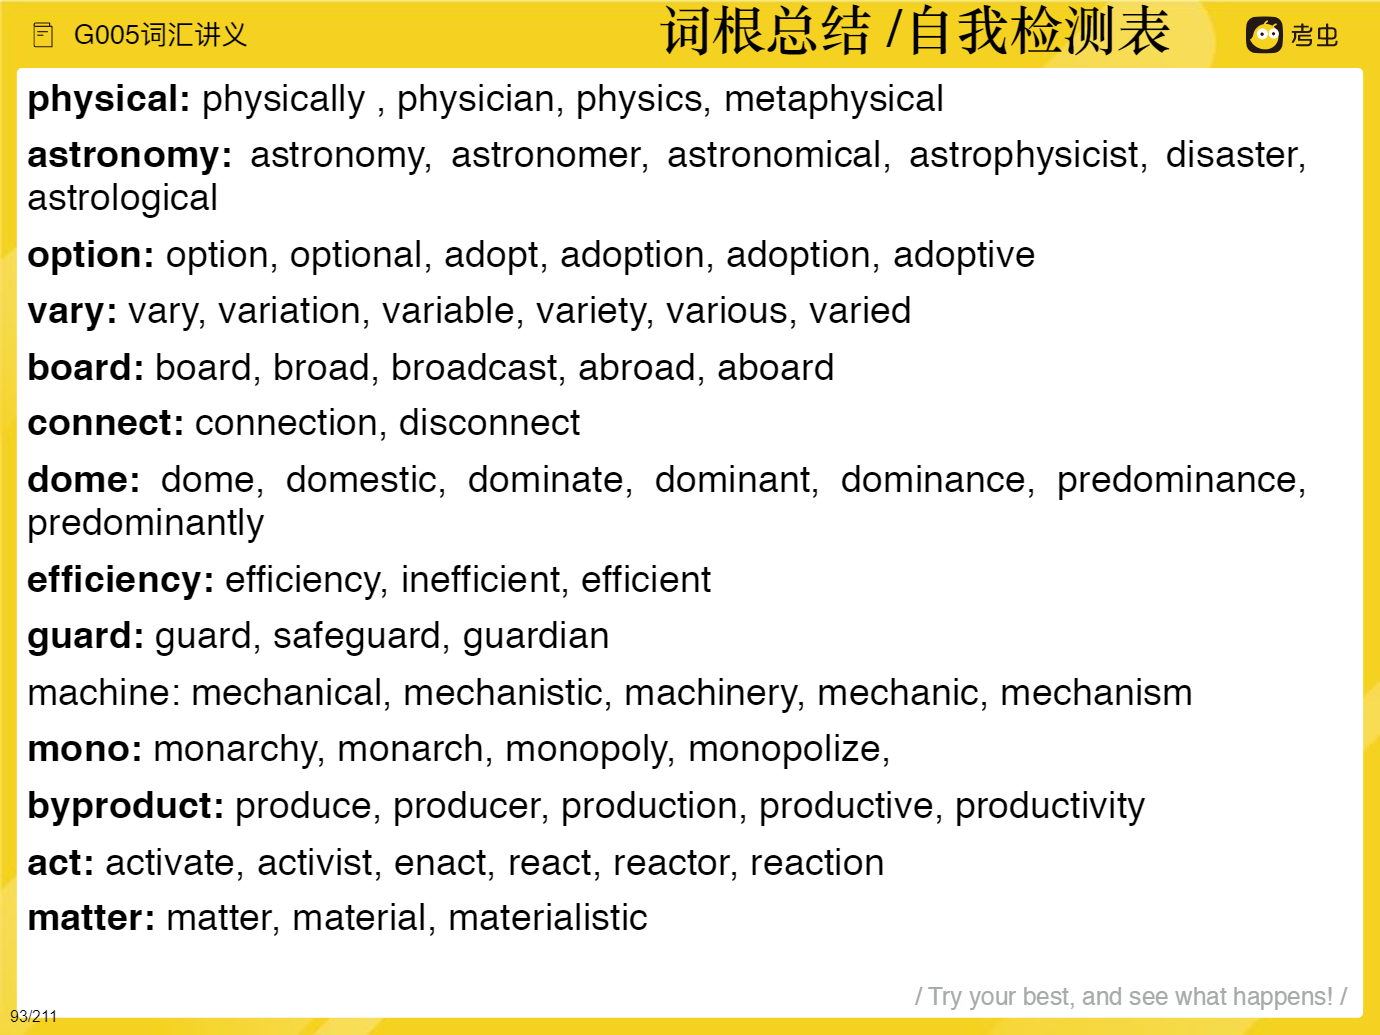 G005词汇讲义
词根总结 /自我检测表
考虫
physical: physically , physician, physics, metaphysical
astronomy: astronomy, astronomer, astronomical, astrophysicist, disaster,
astrological
option: option, optional, adopt, adoption, adoption, adoptive
vary: vary, variation, variable, variety, various, varied
board: board, broad, broadcast, abroad, aboard
connect: connection, disconnect
dome: dome, domestic, dominate, dominant, dominance, predominance,
predominantly
efficiency: efficiency, inefficient, efficient
guard: guard, safeguard, guardian
machine: mechanical, mechanistic, machinery, mechanic, mechanism
mono: monarchy, monarch, monopoly, monopolize,
byproduct: produce, producer, production, productive, productivity
act: activate, activist, enact, react, reactor, reaction
matter: matter, material, materialistic
/ Try your best, and see what happens! /
93/211